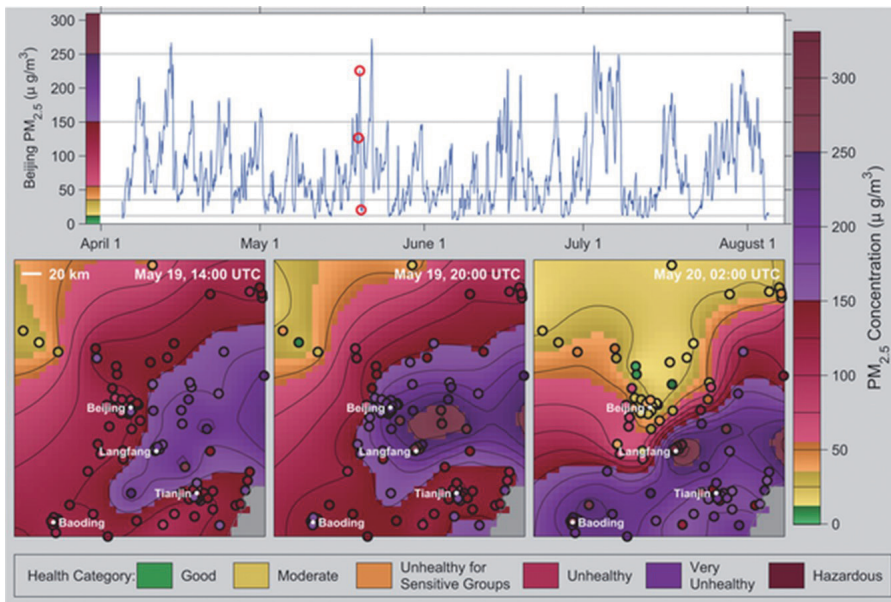 Beijing PM2.5 (μ g/m³)
300
250
200
150
100
50
0
April 1
May 1
June 1
July 1
August 1
20 km
May 19, 14:00 UTC
Beijing
Langfang
Tianjin
Baoding
May 19, 20:00 UTC
Beijing
Langfang
Tianjin
Baoding
May 20, 02:00 UTC
Beijing
Langfang
Tianjin
Baoding
300
250
200
150
100
50
0
PM2.5 Concentration (μ g/m³)
Health Category:
Good
Moderate
Unhealthy for
Sensitive Groups
Unhealthy
Very
Unhealthy
Hazardous